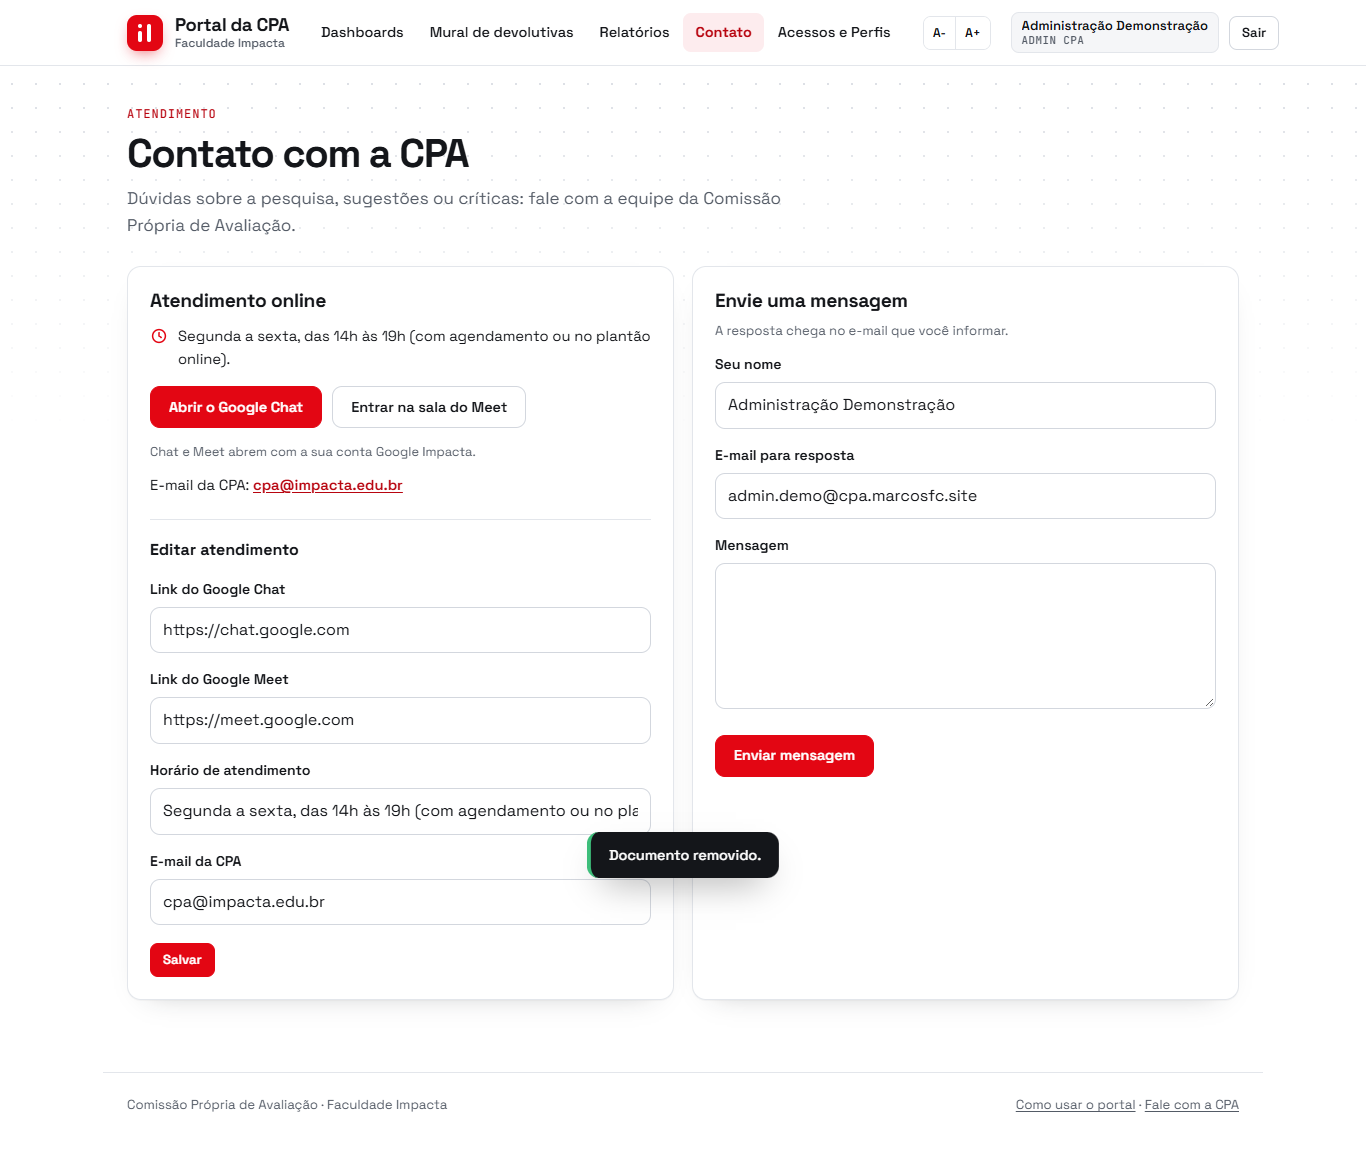 Portal da CPA
Faculdade Impacta
Dashboards
Mural de devolutivas
Relatórios
Contato
Acessos e Perfis
A-
A+
Administração Demonstração
ADMIN CPA
Sair
ATENDIMENTO
Contato com a CPA
Dúvidas sobre a pesquisa, sugestões ou críticas: fale com a equipe da Comissão
Própria de Avaliação.
Atendimento online
Segunda a sexta, das 14h às 19h (com agendamento ou no plantão
online).
Abrir o Google Chat
Entrar na sala do Meet
Chat e Meet abrem com a sua conta Google Impacta.
E-mail da CPA: cpa@impacta.edu.br
Editar atendimento
Link do Google Chat
https://chat.google.com
Link do Google Meet
https://meet.google.com
Horário de atendimento
Segunda a sexta, das 14h às 19h (com agendamento ou no pla
E-mail da CPA
cpa@impacta.edu.br
Salvar
Envie uma mensagem
A resposta chega no e-mail que você informar.
Seu nome
Administração Demonstração
E-mail para resposta
admin.demo@cpa.marcosfc.site
Mensagem
Enviar mensagem
Documento removido.
Comissão Própria de Avaliação · Faculdade Impacta
Como usar o portal · Fale com a CPA